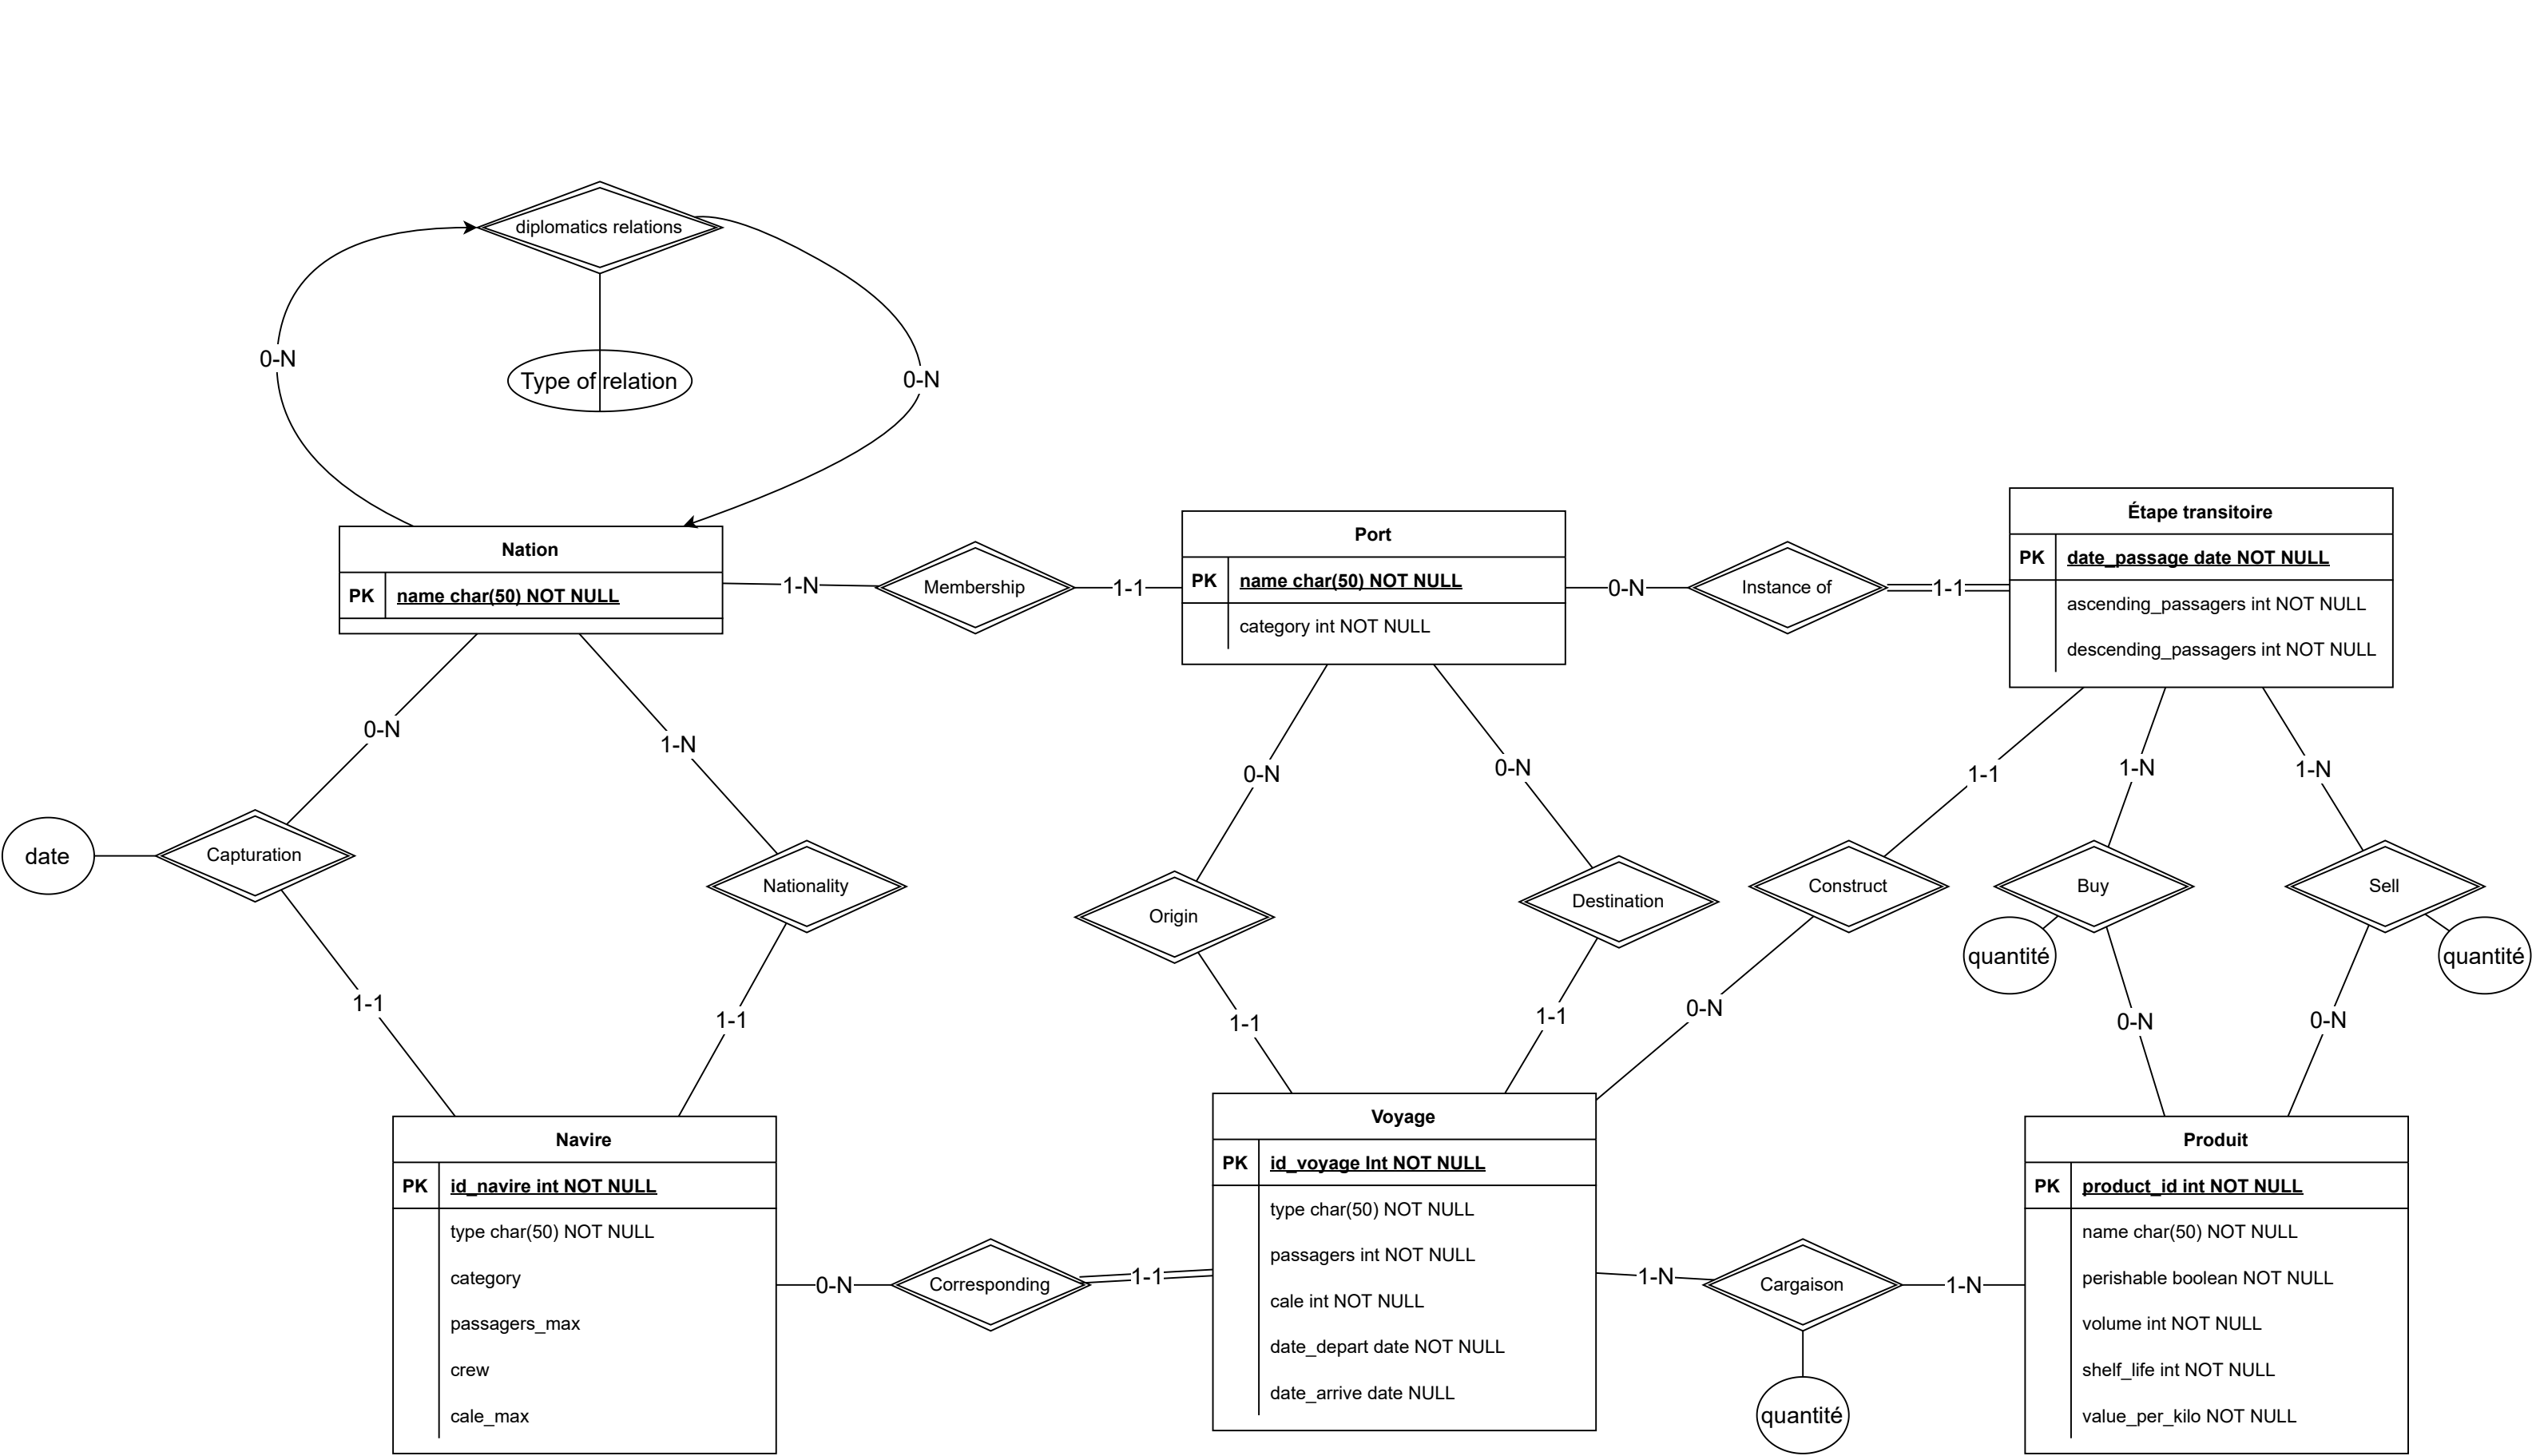 diplomatics relations
0-N
Type of relation
0-N
Nation
PK name char(50) NOT NULL
1-N
Membership
1-1
Port
PK name char(50) NOT NULL
category int NOT NULL
0-N
Instance of
1-1
Étape transitoire
PK date_passage date NOT NULL
ascending_passagers int NOT NULL
descending_passagers int NOT NULL
0-N
1-N
0-N
0-N
1-1
1-N
1-N
date
Capturation
Nationality
Origin
Destination
Construct
Buy
Sell
quantité
quantité
1-1
1-1
1-1
1-1
0-N
0-N
0-N
Navire
PK id_navire int NOT NULL
type char(50) NOT NULL
category
passagers_max
crew
cale_max
0-N
Corresponding
1-1
Voyage
PK id_voyage Int NOT NULL
type char(50) NOT NULL
passagers int NOT NULL
cale int NOT NULL
date_depart date NOT NULL
date_arrive date NULL
1-N
Cargaison
1-N
quantité
Produit
PK product_id int NOT NULL
name char(50) NOT NULL
perishable boolean NOT NULL
volume int NOT NULL
shelf_life int NOT NULL
value_per_kilo NOT NULL